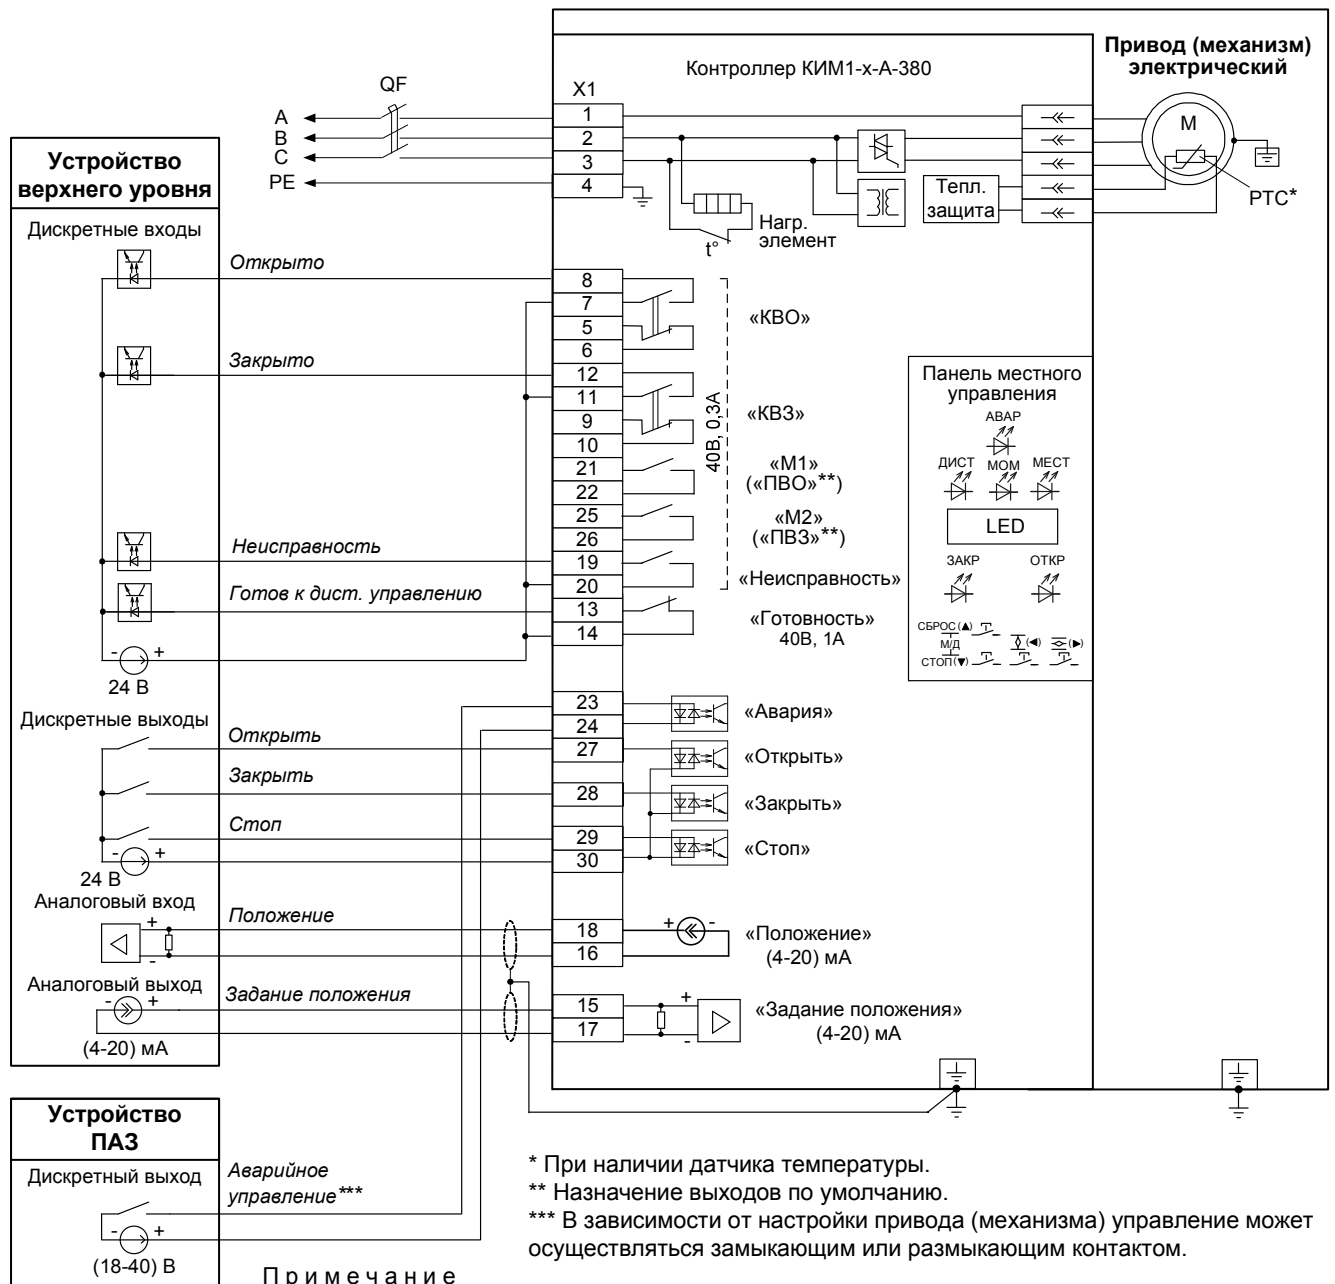 Контроллер КИМ1-х-А-380
Привод (механизм)
электрический
QF
X1
A
B
C
PE
1
2
3
4
M
PTC*
Тепл.
защита
Нагр.
элемент
t°
Устройство
верхнего уровня
Дискретные входы
Открыто
8
7
5
6
«КВО»
Закрыто
12
11
9
10
«КВЗ»
40В, 0,3А
21
22
«М1»
(«ПВО»**)
25
26
«М2»
(«ПВЗ»**)
Неисправность
19
20
«Неисправность»
Готов к дист. управлению
13
14
«Готовность»
40В, 1А
- +
24 В
Панель местного
управления
АВАР
ДИСТ МОМ МЕСТ
LED
ЗАКР ОТКР
СБРОС(▲)
М/Д
(◄) (►)
СТОП(▼)
Дискретные выходы
23
24
«Авария»
Открыть
27
«Открыть»
Закрыть
28
«Закрыть»
Стоп
29
30
«Стоп»
- +
24 В
Аналоговый вход
+
-
Положение
18
16
+ -
«Положение»
(4-20) мА
Аналоговый выход
- +
(4-20) мА
Задание положения
15
17
+
-
«Задание положения»
(4-20) мА
Устройство
ПАЗ
Дискретный выход
Аварийное
управление***
- +
(18-40) В
* При наличии датчика температуры.
** Назначение выходов по умолчанию.
*** В зависимости от настройки привода (механизма) управление может
осуществляться замыкающим или размыкающим контактом.
Примечание